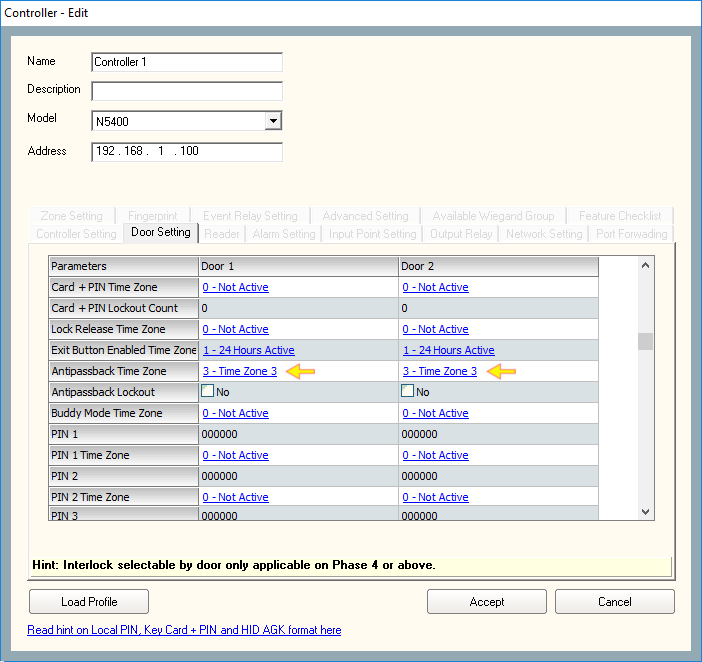 Controller - Edit
Name Controller 1
Description
Model N5400
Address 192 . 168 . 1 . 100
Zone Setting Fingerprint Event Relay Setting Advanced Setting Available Wiegand Group Feature Checklist
Controller Setting Door Setting Reader Alarm Setting Input Point Setting Output Relay Network Setting Port Forwarding
Parameters Door 1 Door 2
Card + PIN Time Zone 0 - Not Active 0 - Not Active
Card + PIN Lockout Count 0 0
Lock Release Time Zone 0 - Not Active 0 - Not Active
Exit Button Enabled Time Zone 1 - 24 Hours Active 1 - 24 Hours Active
Antipassback Time Zone 3 - Time Zone 3 3 - Time Zone 3
Antipassback Lockout No No
Buddy Mode Time Zone 0 - Not Active 0 - Not Active
PIN 1 000000 000000
PIN 1 Time Zone 0 - Not Active 0 - Not Active
PIN 2 000000 000000
PIN 2 Time Zone 0 - Not Active 0 - Not Active
PIN 3 000000 000000
Hint: Interlock selectable by door only applicable on Phase 4 or above.
Load Profile Accept Cancel
Read hint on Local PIN, Key Card + PIN and HID AGK format here